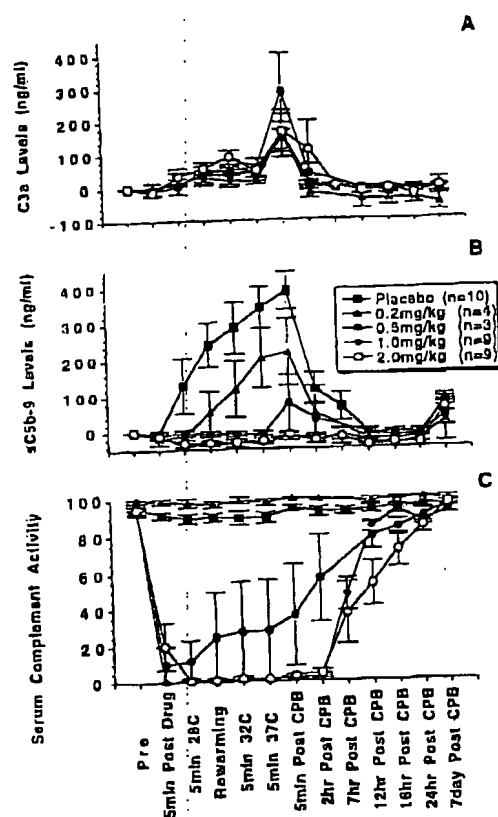 A
C3a Levels (ng/ml)
400
300
200
100
0
-100
B
sC5b-9 Levels (ng/ml)
400
300
200
100
0
Placebo (n=10)
0.2mg/kg (n=4)
0.5mg/kg (n=3)
1.0mg/kg (n=8)
2.0mg/kg (n=9)
C
Serum Complamant Activity
100
80
60
40
20
0
Pre
5min Post Drug
5min 28C
Rewarming
5min 32C
5min 37C
5min Post CPB
2hr Post CPB
7hr Post CPB
12hr Post CPB
16hr Post CPB
24hr Post CPB
7day Post CPB